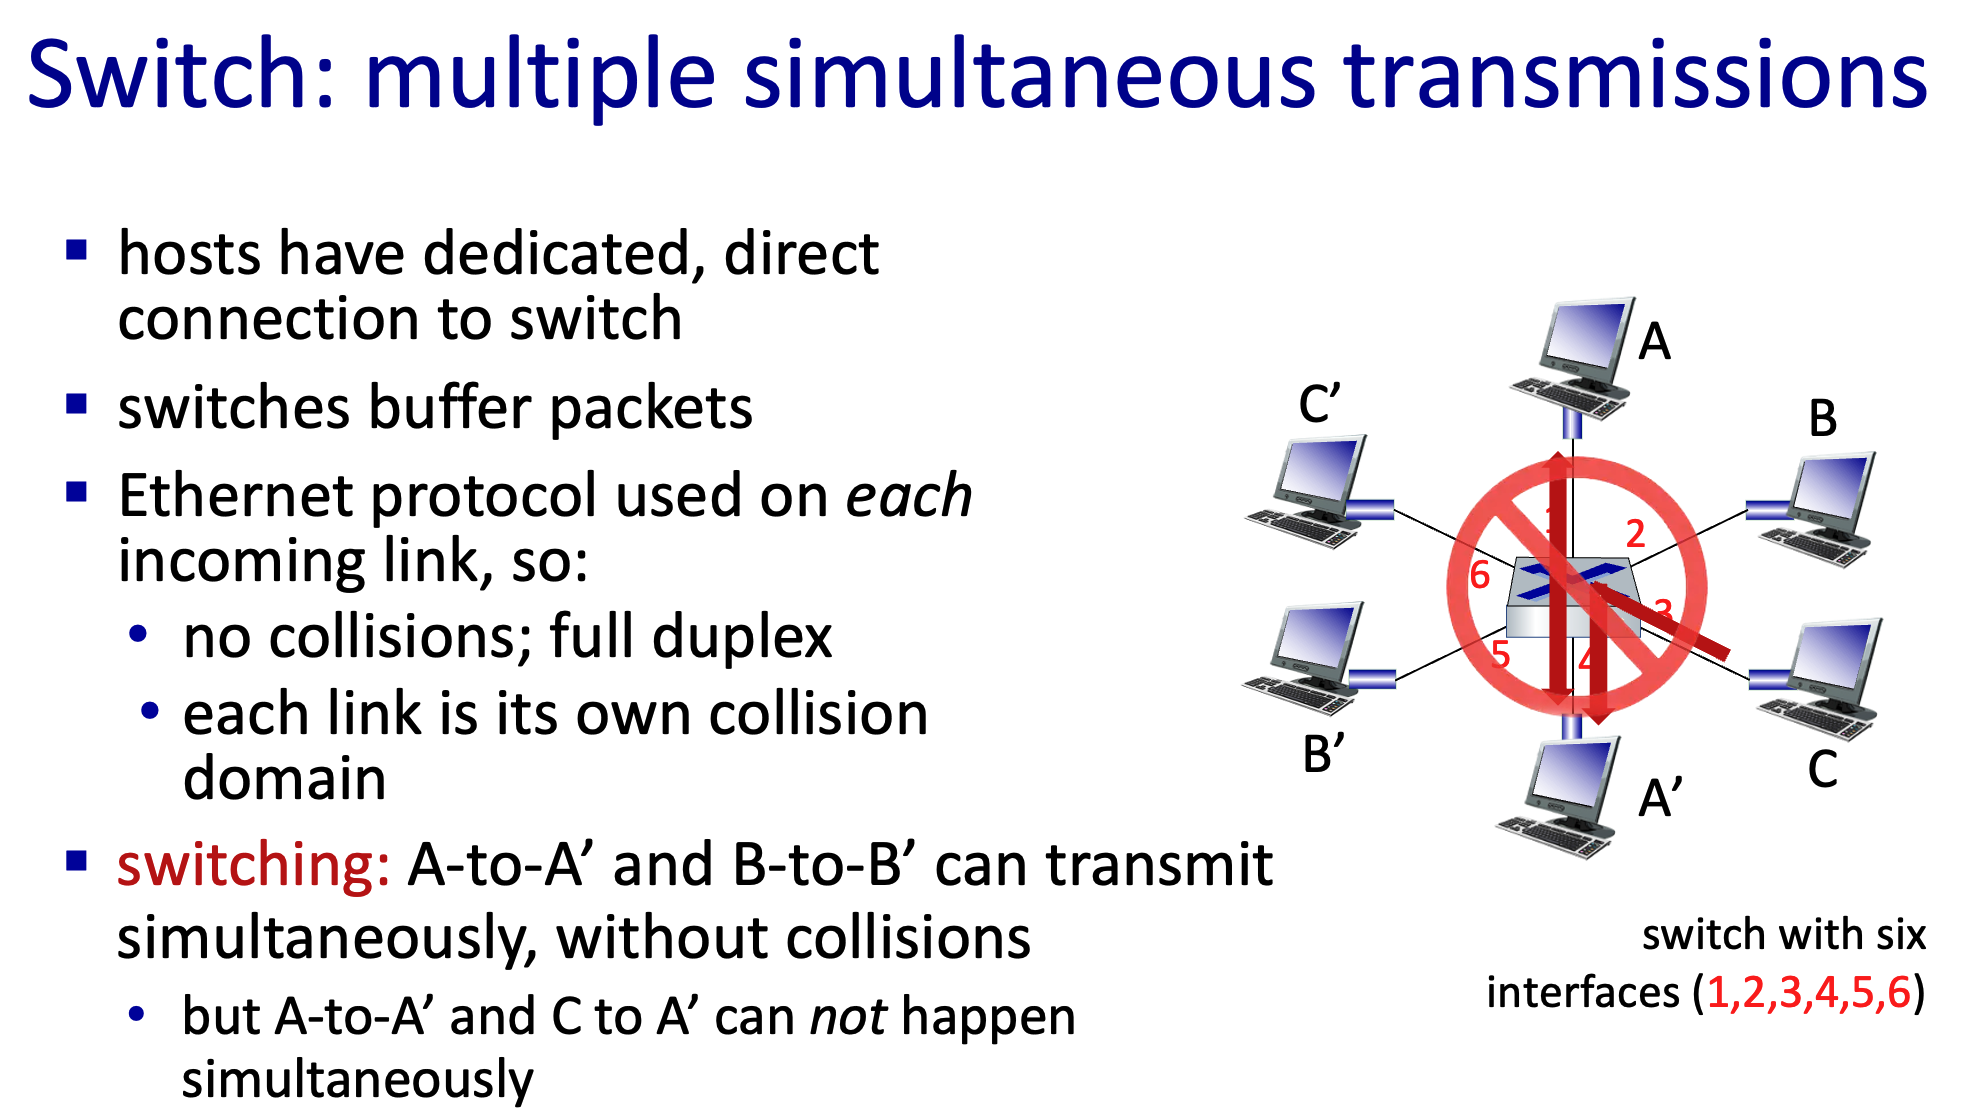 Switch: multiple simultaneous transmissions
hosts have dedicated, direct
connection to switch
switches buffer packets
Ethernet protocol used on each
incoming link, so:
no collisions; full duplex
each link is its own collision
domain
switching: A-to-A’ and B-to-B’ can transmit
simultaneously, without collisions
but A-to-A’ and C to A’ can not happen
simultaneously
A
C’
B
1
2
6
3
5
4
B’
C
A’
switch with six
interfaces (1,2,3,4,5,6)